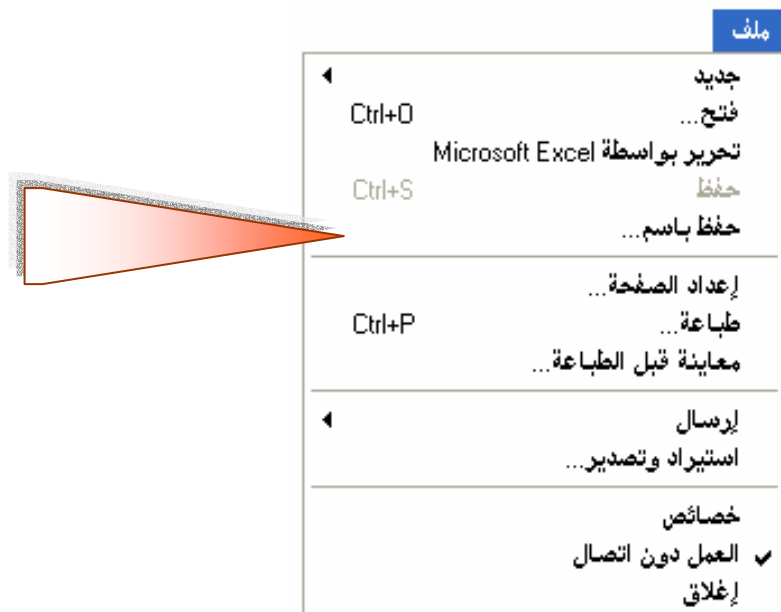 ملف
جديد
فتح... Ctrl+O
تحرير بواسطة Microsoft Excel
حفظ Ctrl+S
حفظ باسم...
إعداد الصفحة...
طباعة... Ctrl+P
معاينة قبل الطباعة...
إرسال
استيراد وتصدير...
خصائص
العمل دون اتصال
إغلاق